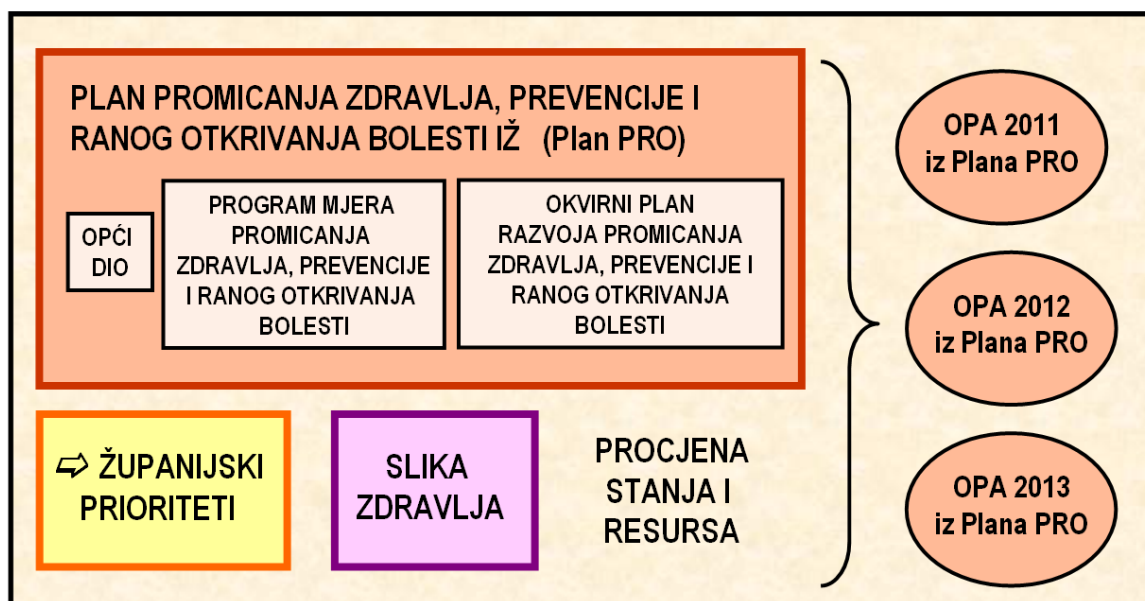 PLAN PROMICANJA ZDRAVLJA, PREVENCIJE I
RANOG OTKRIVANJA BOLESTI IŽ (Plan PRO)
OPĆI
DIO
PROGRAM MJERA
PROMICANJA
ZDRAVLJA, PREVENCIJE
I RANOG OTKRIVANJA
BOLESTI
OKVIRNI PLAN
RAZVOJA PROMICANJA
ZDRAVLJA, PREVENCIJE I
RANOG OTKRIVANJA
BOLESTI
⇨ ŽUPANIJSKI
PRIORITETI
SLIKA
ZDRAVLJA
PROCJENA
STANJA I
RESURSA
OPA 2011
iz Plana PRO
OPA 2012
iz Plana PRO
OPA 2013
iz Plana PRO